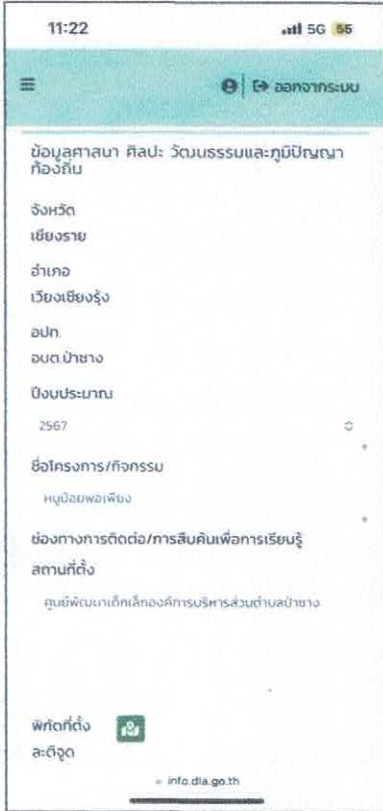 11:22 5G 55
ออกจากระบบ
ข้อมูลศาสนา ศิลปะ วัฒนธรรมและภูมิปัญญา
ท้องถิ่น
จังหวัด
เชียงราย
อำเภอ
เวียงเชียงรุ้ง
อปท.
อบต.ป่าซาง
ปีงบประมาณ
2567
*
ชื่อโครงการ/กิจกรรม
หนูน้อยพอเพียง
*
ช่องทางการติดต่อ/การสืบค้นเพื่อการเรียนรู้
สถานที่ตั้ง
ศูนย์พัฒนาเด็กเล็กองค์การบริหารส่วนตำบลป่าซาง
พิกัดที่ตั้ง
ละติจูด
info.dla.go.th